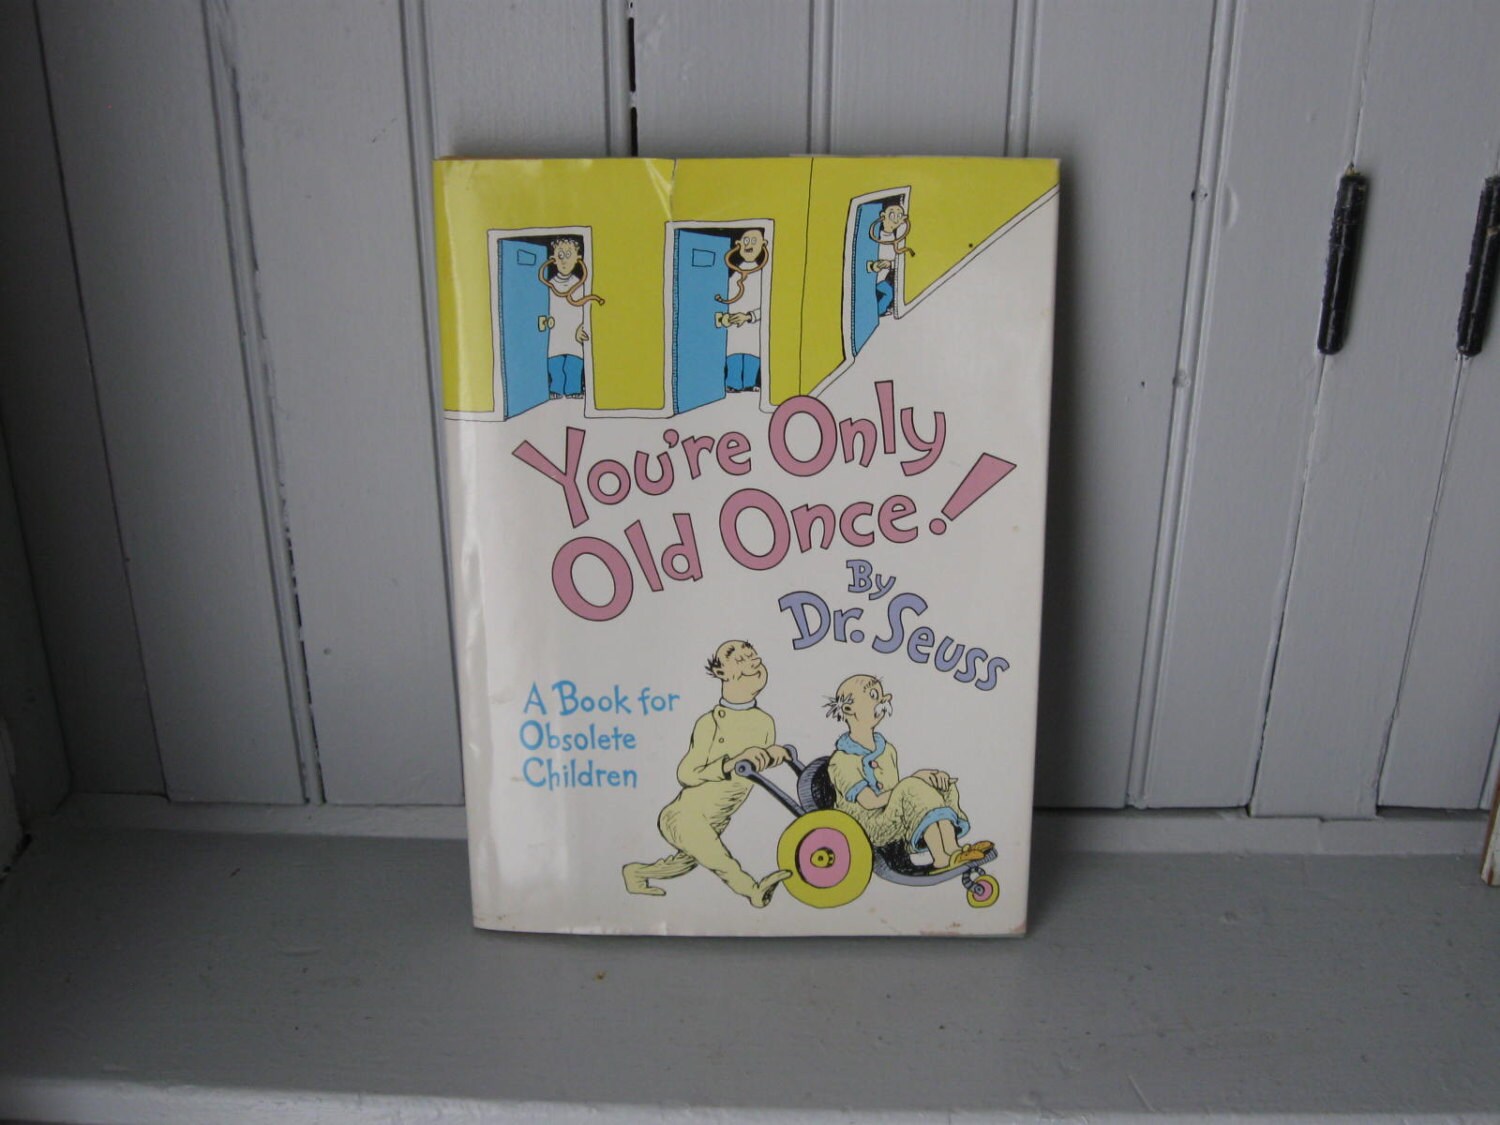 You're Only
Old Once!
By
Dr. Seuss
A Book for
Obsolete
Children